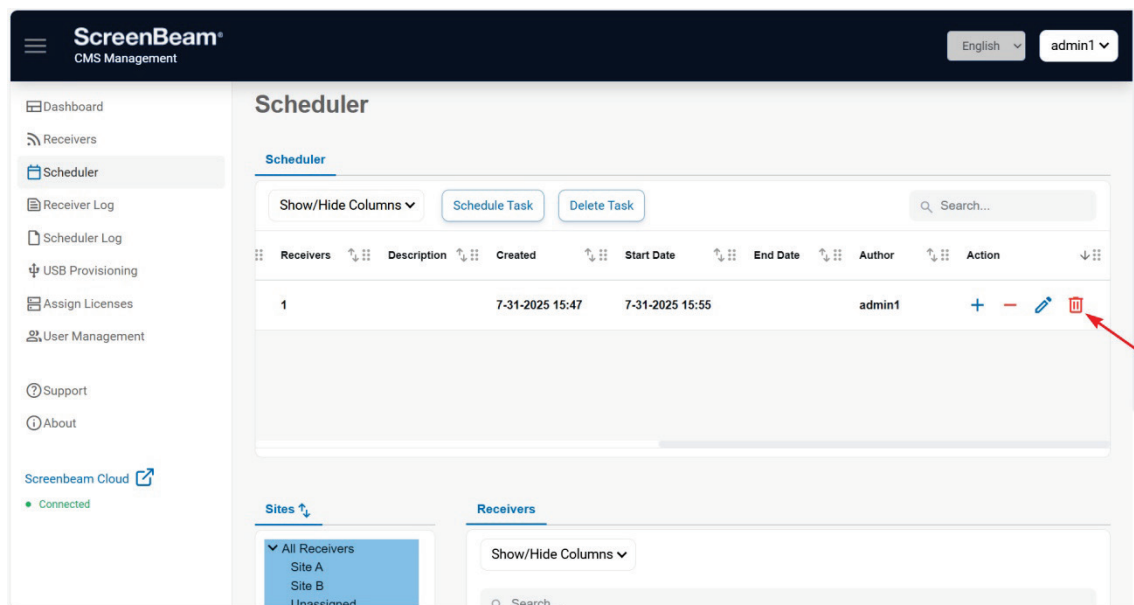 ScreenBeam®
CMS Management
English
admin1
Dashboard
Receivers
Scheduler
Receiver Log
Scheduler Log
USB Provisioning
Assign Licenses
User Management
Support
About
Screenbeam Cloud
Connected
Scheduler
Scheduler
Show/Hide Columns
Schedule Task
Delete Task
Search...
Receivers Description Created Start Date End Date Author Action
1 7-31-2025 15:47 7-31-2025 15:55 admin1
Sites
All Receivers
Site A
Site B
Unassigned
Receivers
Show/Hide Columns
Search